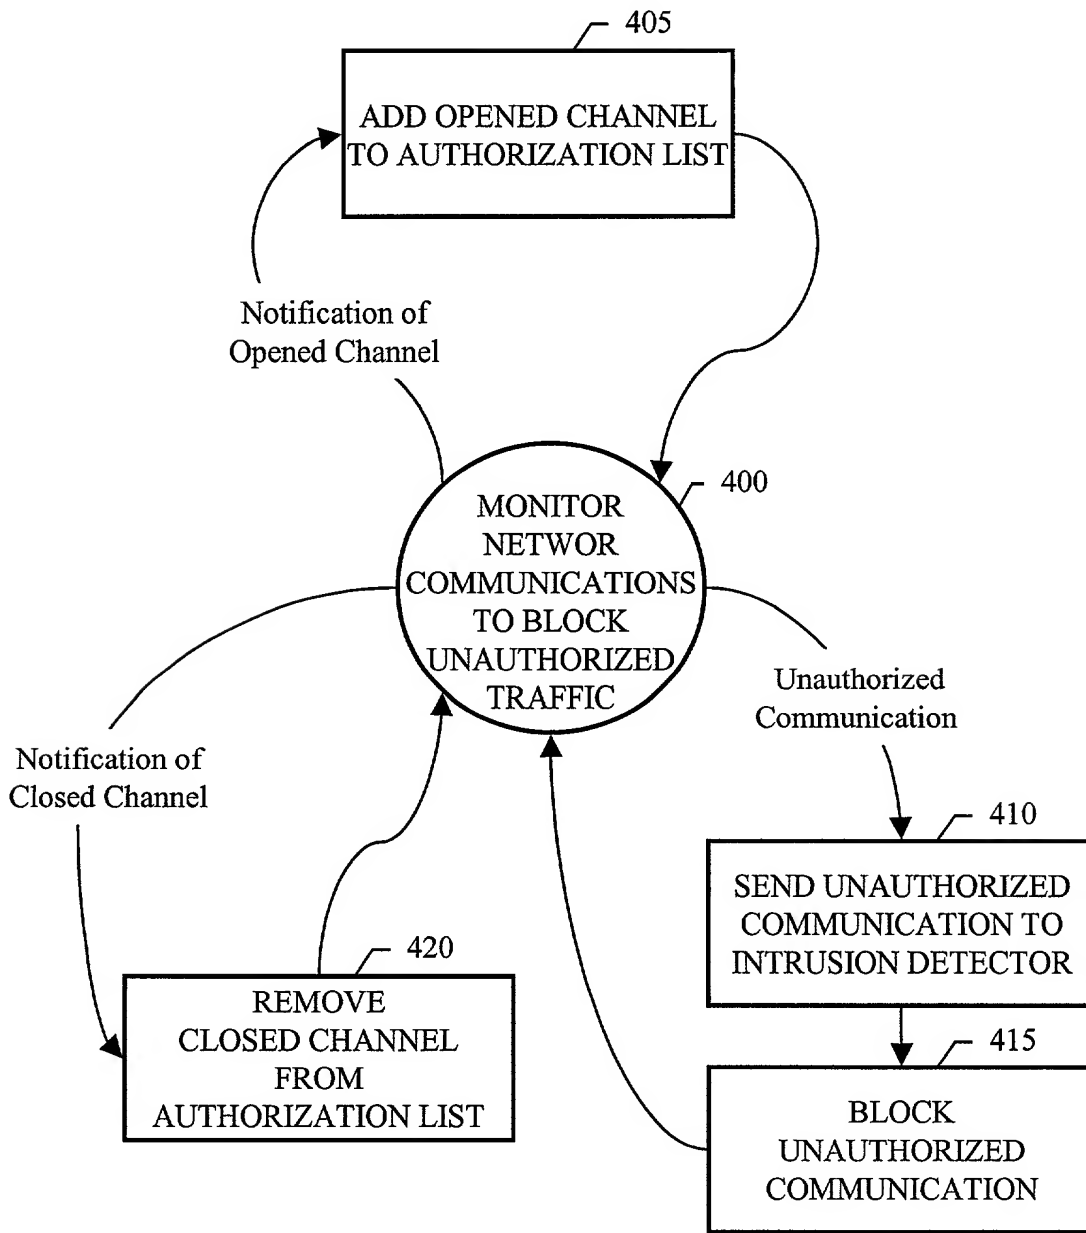 405
ADD OPENED CHANNEL
TO AUTHORIZATION LIST
Notification of
Opened Channel
400
MONITOR
NETWOR
COMMUNICATIONS
TO BLOCK
UNAUTHORIZED
TRAFFIC
Unauthorized
Communication
Notification of
Closed Channel
410
SEND UNAUTHORIZED
COMMUNICATION TO
INTRUSION DETECTOR
420
REMOVE
CLOSED CHANNEL
FROM
AUTHORIZATION LIST
415
BLOCK
UNAUTHORIZED
COMMUNICATION